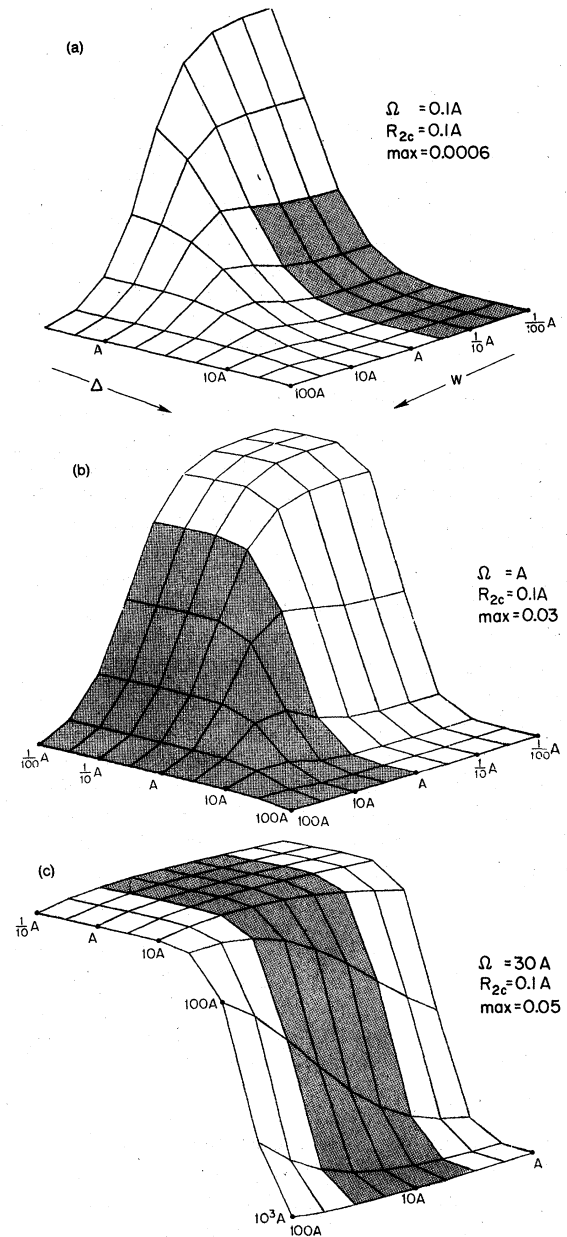 (a)
Ω = 0.1A
R2c = 0.1A
max = 0.0006
A
10A
100A
10A
A
1/10 A
1/100 A
Δ
w
(b)
Ω = A
R2c = 0.1A
max = 0.03
1/100 A
1/10 A
A
10A
100A
100A
10A
A
1/10 A
1/100 A
(c)
Ω = 30 A
R2c = 0.1A
max = 0.05
1/10 A
A
10A
100A
10³A
100A
10A
A